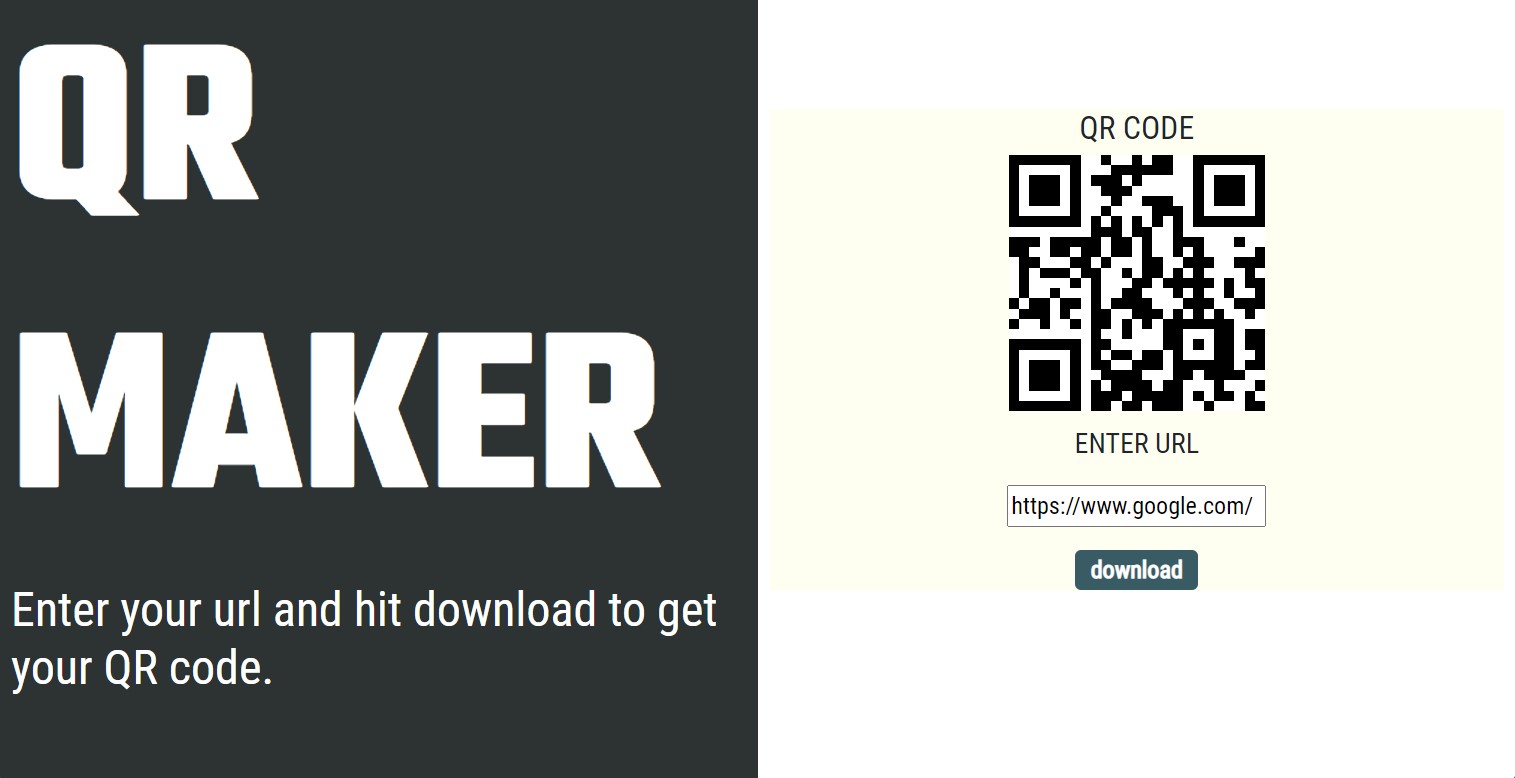 QR
MAKER
Enter your url and hit download to get
your QR code.
QR CODE
ENTER URL
https://www.google.com/
download